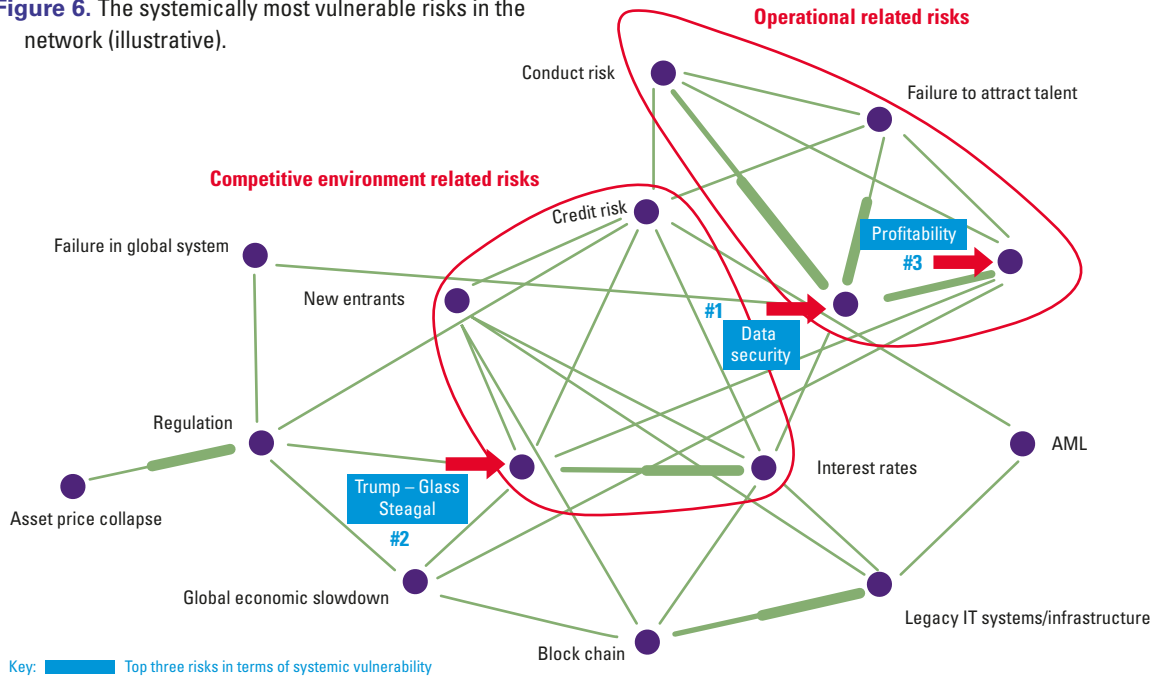 Figure 6. The systemically most vulnerable risks in the
network (illustrative).
Operational related risks
Conduct risk
Failure to attract talent
Competitive environment related risks
Credit risk
Profitability
#3
Failure in global system
New entrants
#1
Data
security
Regulation
AML
Interest rates
Trump – Glass
Steagal
#2
Asset price collapse
Global economic slowdown
Legacy IT systems/infrastructure
Block chain
Key:
Top three risks in terms of systemic vulnerability